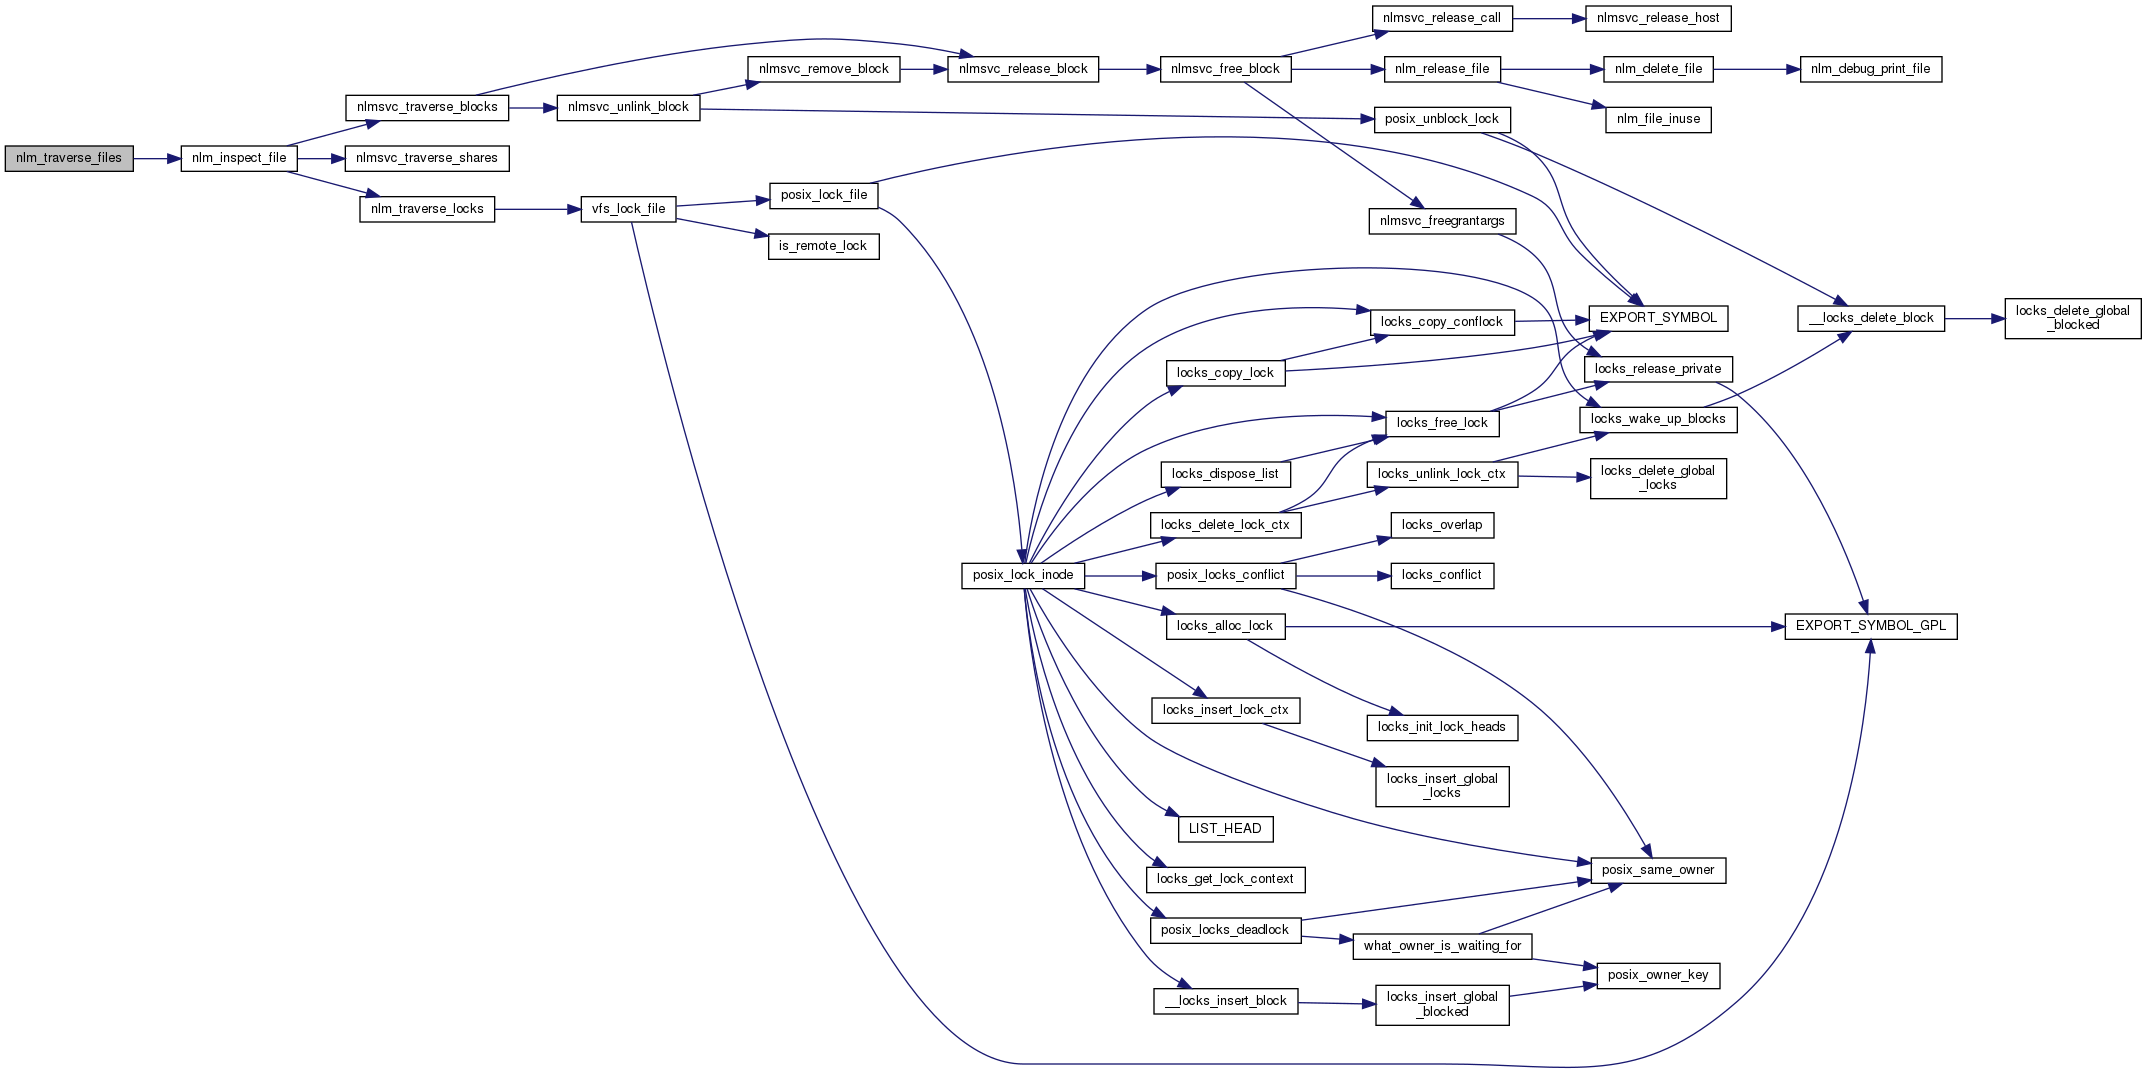 nlm_traverse_files
nlm_inspect_file
nlmsvc_traverse_blocks
nlmsvc_traverse_shares
nlm_traverse_locks
nlmsvc_unlink_block
vfs_lock_file
nlmsvc_remove_block
posix_lock_file
is_remote_lock
nlmsvc_release_block
posix_lock_inode
nlmsvc_free_block
locks_copy_lock
locks_dispose_list
locks_delete_lock_ctx
posix_locks_conflict
locks_alloc_lock
locks_insert_lock_ctx
LIST_HEAD
locks_get_lock_context
posix_locks_deadlock
__locks_insert_block
nlmsvc_release_call
nlm_release_file
posix_unblock_lock
nlmsvc_freegrantargs
locks_copy_conflock
locks_free_lock
locks_unlink_lock_ctx
locks_overlap
locks_conflict
locks_init_lock_heads
locks_insert_global
_locks
what_owner_is_waiting_for
locks_insert_global
_blocked
nlmsvc_release_host
nlm_delete_file
nlm_file_inuse
EXPORT_SYMBOL
locks_release_private
locks_wake_up_blocks
locks_delete_global
_locks
posix_same_owner
posix_owner_key
nlm_debug_print_file
__locks_delete_block
EXPORT_SYMBOL_GPL
locks_delete_global
_blocked